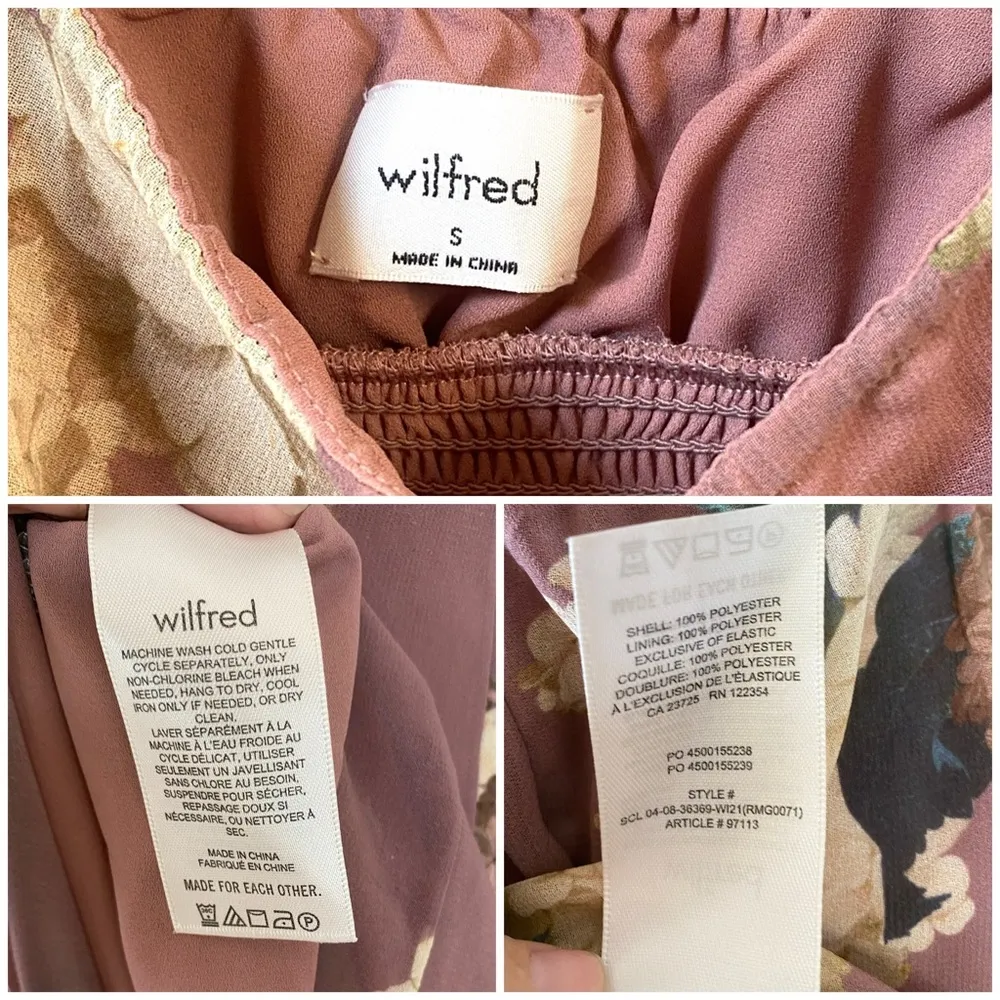 wilfred
S
MADE IN CHINA
wilfred
MACHINE WASH COLD GENTLE
CYCLE SEPARATELY, ONLY
NON-CHLORINE BLEACH WHEN
NEEDED, HANG TO DRY, COOL
IRON ONLY IF NEEDED, OR DRY
CLEAN.
LAVER SÉPARÉMENT À LA
MACHINE À L'EAU FROIDE AU
CYCLE DÉLICAT, UTILISER
SEULEMENT UN JAVELLISANT
SANS CHLORE AU BESOIN,
SUSPENDRE POUR SÉCHER,
REPASSAGE DOUX SI
NÉCESSAIRE, OU NETTOYER À
SEC.
MADE IN CHINA
FABRIQUÉ EN CHINE
MADE FOR EACH OTHER.
P
MADE FOR EACH OTHER
SHELL: 100% POLYESTER
LINING: 100% POLYESTER
EXCLUSIVE OF ELASTIC
COQUILLE: 100% POLYESTER
DOUBLURE: 100% POLYESTER
À L'EXCLUSION DE L'ÉLASTIQUE
CA 23725 RN 122354
PO 4500155238
PO 4500155239
STYLE #
SCL 04-08-36369-WI21(RMG0071)
ARTICLE # 97113